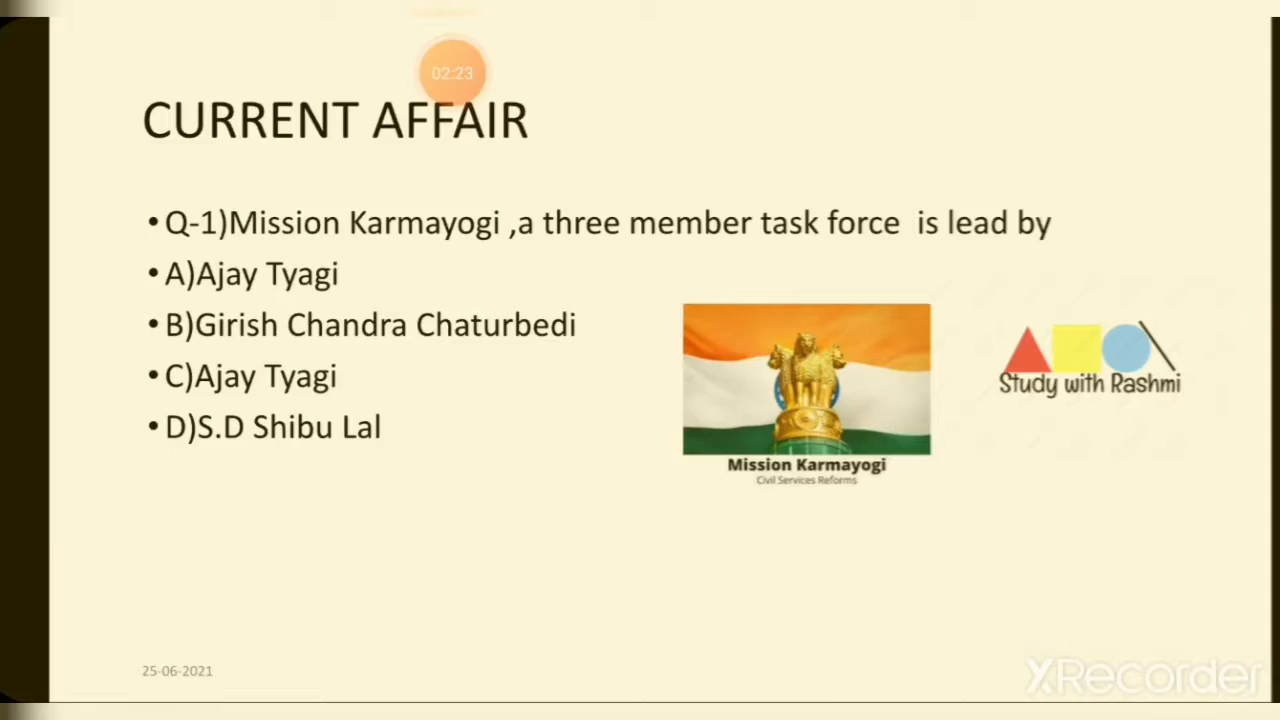 02:23
CURRENT AFFAIR
• Q-1)Mission Karmayogi ,a three member task force is lead by
• A)Ajay Tyagi
• B)Girish Chandra Chaturbedi
• C)Ajay Tyagi
• D)S.D Shibu Lal
Study with Rashmi
Mission Karmayogi
Civil Services Reforms
25-06-2021
XRecorder